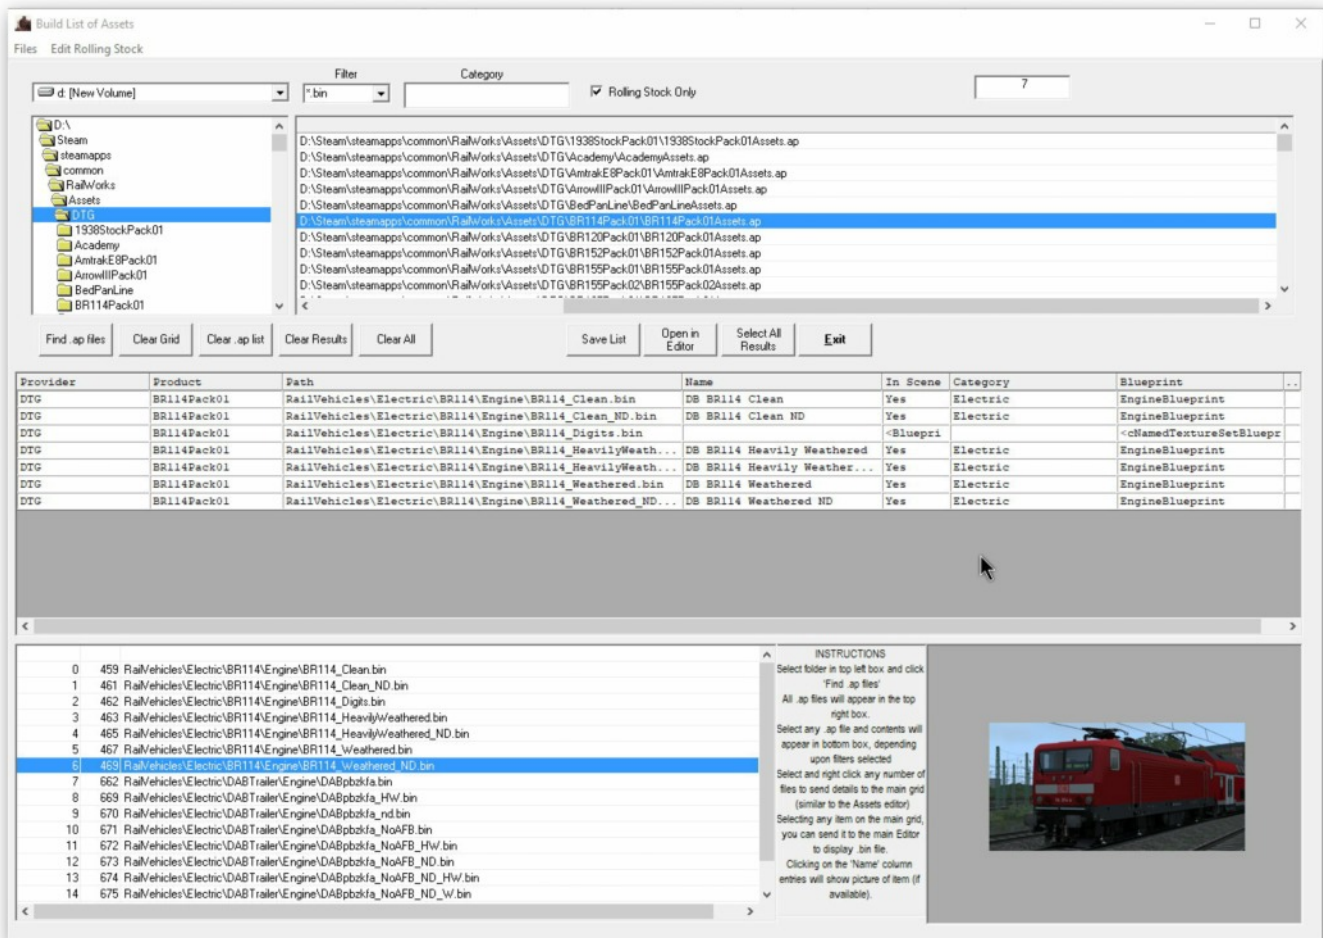 Build List of Assets
Files Edit Rolling Stock
Filter Category
d: [New Volume] *.bin Rolling Stock Only 7
D:\
Steam
steamapps
common
RailWorks
Assets
DTG
1938StockPack01
Academy
AmtrakE8Pack01
ArrowIIIPack01
BedPanLine
BR114Pack01
D:\Steam\steamapps\common\RailWorks\Assets\DTG\1938StockPack01\1938StockPack01Assets.ap
D:\Steam\steamapps\common\RailWorks\Assets\DTG\Academy\AcademyAssets.ap
D:\Steam\steamapps\common\RailWorks\Assets\DTG\AmtrakE8Pack01\AmtrakE8Pack01Assets.ap
D:\Steam\steamapps\common\RailWorks\Assets\DTG\ArrowIIIPack01\ArrowIIIPack01Assets.ap
D:\Steam\steamapps\common\RailWorks\Assets\DTG\BedPanLine\BedPanLineAssets.ap
D:\Steam\steamapps\common\RailWorks\Assets\DTG\BR114Pack01\BR114Pack01Assets.ap
D:\Steam\steamapps\common\RailWorks\Assets\DTG\BR120Pack01\BR120Pack01Assets.ap
D:\Steam\steamapps\common\RailWorks\Assets\DTG\BR152Pack01\BR152Pack01Assets.ap
D:\Steam\steamapps\common\RailWorks\Assets\DTG\BR155Pack01\BR155Pack01Assets.ap
D:\Steam\steamapps\common\RailWorks\Assets\DTG\BR155Pack02\BR155Pack02Assets.ap
Find .ap files Clear Grid Clear .ap list Clear Results Clear All Save List Open in Editor Select All Results Exit
Provider Product Path Name In Scene Category Blueprint ..
DTG BR114Pack01 RailVehicles\Electric\BR114\Engine\BR114_Clean.bin DB BR114 Clean Yes Electric EngineBlueprint
DTG BR114Pack01 RailVehicles\Electric\BR114\Engine\BR114_Clean_ND.bin DB BR114 Clean ND Yes Electric EngineBlueprint
DTG BR114Pack01 RailVehicles\Electric\BR114\Engine\BR114_Digits.bin <Bluepri <cNamedTextureSetBluepr
DTG BR114Pack01 RailVehicles\Electric\BR114\Engine\BR114_HeavilyWeath... DB BR114 Heavily Weathered Yes Electric EngineBlueprint
DTG BR114Pack01 RailVehicles\Electric\BR114\Engine\BR114_HeavilyWeath... DB BR114 Heavily Weather... Yes Electric EngineBlueprint
DTG BR114Pack01 RailVehicles\Electric\BR114\Engine\BR114_Weathered.bin DB BR114 Weathered Yes Electric EngineBlueprint
DTG BR114Pack01 RailVehicles\Electric\BR114\Engine\BR114_Weathered_ND... DB BR114 Weathered ND Yes Electric EngineBlueprint
0 459 RailVehicles\Electric\BR114\Engine\BR114_Clean.bin
1 461 RailVehicles\Electric\BR114\Engine\BR114_Clean_ND.bin
2 462 RailVehicles\Electric\BR114\Engine\BR114_Digits.bin
3 463 RailVehicles\Electric\BR114\Engine\BR114_HeavilyWeathered.bin
4 465 RailVehicles\Electric\BR114\Engine\BR114_HeavilyWeathered_ND.bin
5 467 RailVehicles\Electric\BR114\Engine\BR114_Weathered.bin
6 469 RailVehicles\Electric\BR114\Engine\BR114_Weathered_ND.bin
7 662 RailVehicles\Electric\DABTrailer\Engine\DABpbzkfa.bin
8 669 RailVehicles\Electric\DABTrailer\Engine\DABpbzkfa_HW.bin
9 670 RailVehicles\Electric\DABTrailer\Engine\DABpbzkfa_nd.bin
10 671 RailVehicles\Electric\DABTrailer\Engine\DABpbzkfa_NoAFB.bin
11 672 RailVehicles\Electric\DABTrailer\Engine\DABpbzkfa_NoAFB_HW.bin
12 673 RailVehicles\Electric\DABTrailer\Engine\DABpbzkfa_NoAFB_ND.bin
13 674 RailVehicles\Electric\DABTrailer\Engine\DABpbzkfa_NoAFB_ND_HW.bin
14 675 RailVehicles\Electric\DABTrailer\Engine\DABpbzkfa_NoAFB_ND_W.bin
INSTRUCTIONS
Select folder in top left box and click
'Find .ap files'
All .ap files will appear in the top
right box.
Select any .ap file and contents will
appear in bottom box, depending
upon filters selected
Select and right click any number of
files to send details to the main grid
(similar to the Assets editor)
Selecting any item on the main grid,
you can send it to the main Editor
to display .bin file.
Clicking on the 'Name' column
entries will show picture of item (if
available).